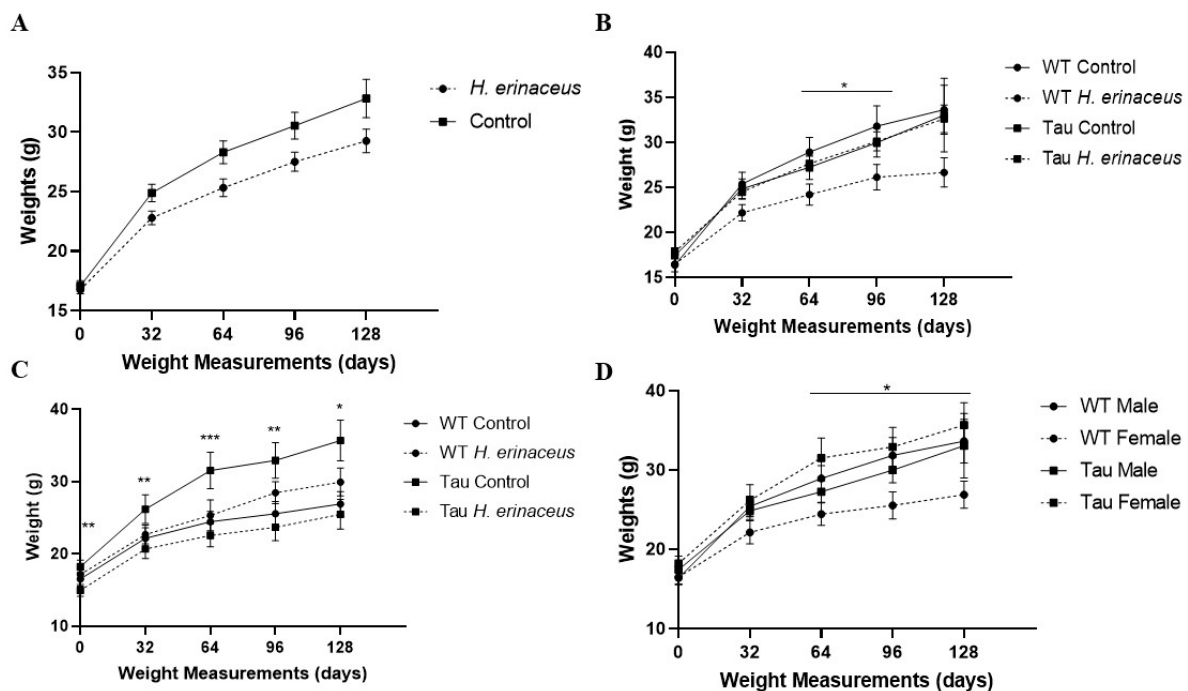 A
35
30
25
20
15
Weights (g)
0 32 64 96 128
Weight Measurements (days)
H. erinaceus
Control
B
40
35
30
25
20
15
Weight (g)
*
0 32 64 96 128
Weight Measurements (days)
WT Control
WT H. erinaceus
Tau Control
Tau H. erinaceus
C
40
30
20
10
Weight (g)
**
**
***
**
*
0 32 64 96 128
Weight Measurements (days)
WT Control
WT H. erinaceus
Tau Control
Tau H. erinaceus
D
40
30
20
10
Weights (g)
*
0 32 64 96 128
Weight Measurements (days)
WT Male
WT Female
Tau Male
Tau Female